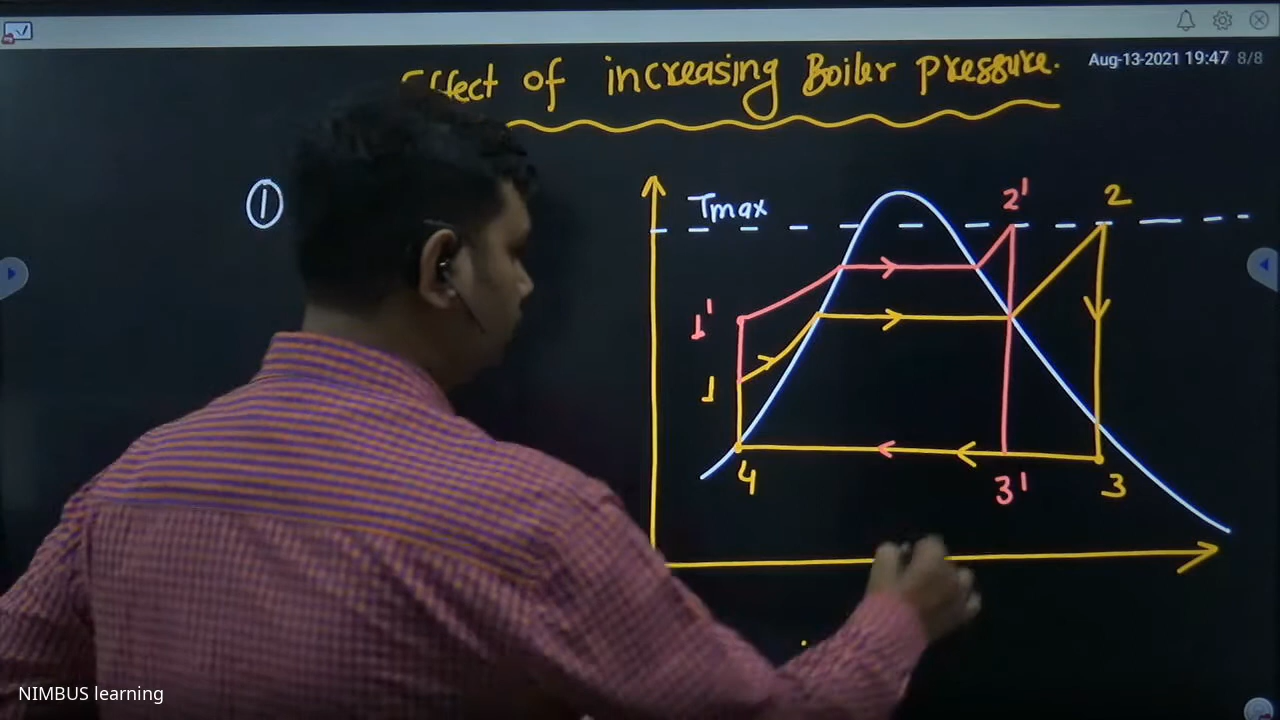 Aug-13-2021 19:47 8/8
Effect of increasing Boiler pressure.
①
Tmax
2'
2
1'
1
4
3'
3
NIMBUS learning